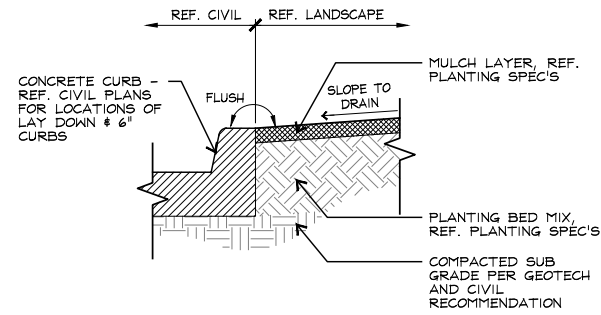 REF. CIVIL
REF. LANDSCAPE
MULCH LAYER, REF.
PLANTING SPEC'S
CONCRETE CURB -
REF. CIVIL PLANS
FOR LOCATIONS OF
LAY DOWN & 6"
CURBS
FLUSH
SLOPE TO
DRAIN
PLANTING BED MIX,
REF. PLANTING SPEC'S
COMPACTED SUB
GRADE PER GEOTECH
AND CIVIL
RECOMMENDATION